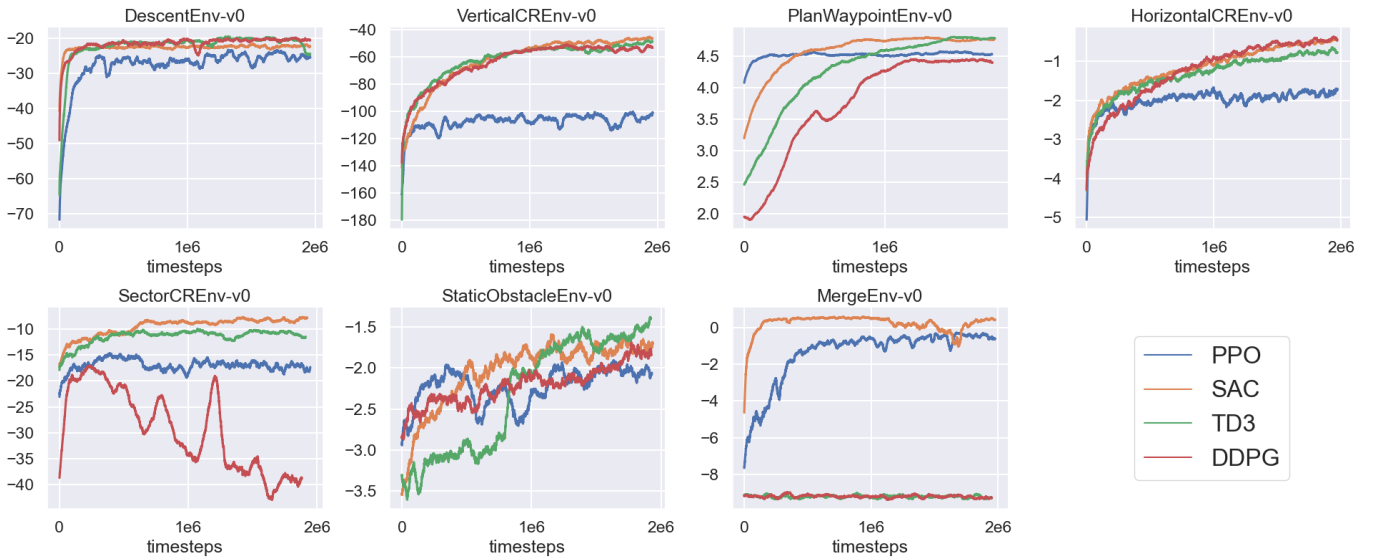 DescentEnv-v0
−20
−30
−40
−50
−60
−70
0
1e6
2e6
timesteps
VerticalCREnv-v0
−40
−60
−80
−100
−120
−140
−160
−180
0
1e6
2e6
timesteps
PlanWaypointEnv-v0
4.5
4.0
3.5
3.0
2.5
2.0
0
1e6
timesteps
HorizontalCREnv-v0
−1
−2
−3
−4
−5
0
1e6
2e6
timesteps
SectorCREnv-v0
−10
−15
−20
−25
−30
−35
−40
0
1e6
2e6
timesteps
StaticObstacleEnv-v0
−1.5
−2.0
−2.5
−3.0
−3.5
0
1e6
2e6
timesteps
MergeEnv-v0
0
−2
−4
−6
−8
0
1e6
2e6
timesteps
PPO
SAC
TD3
DDPG